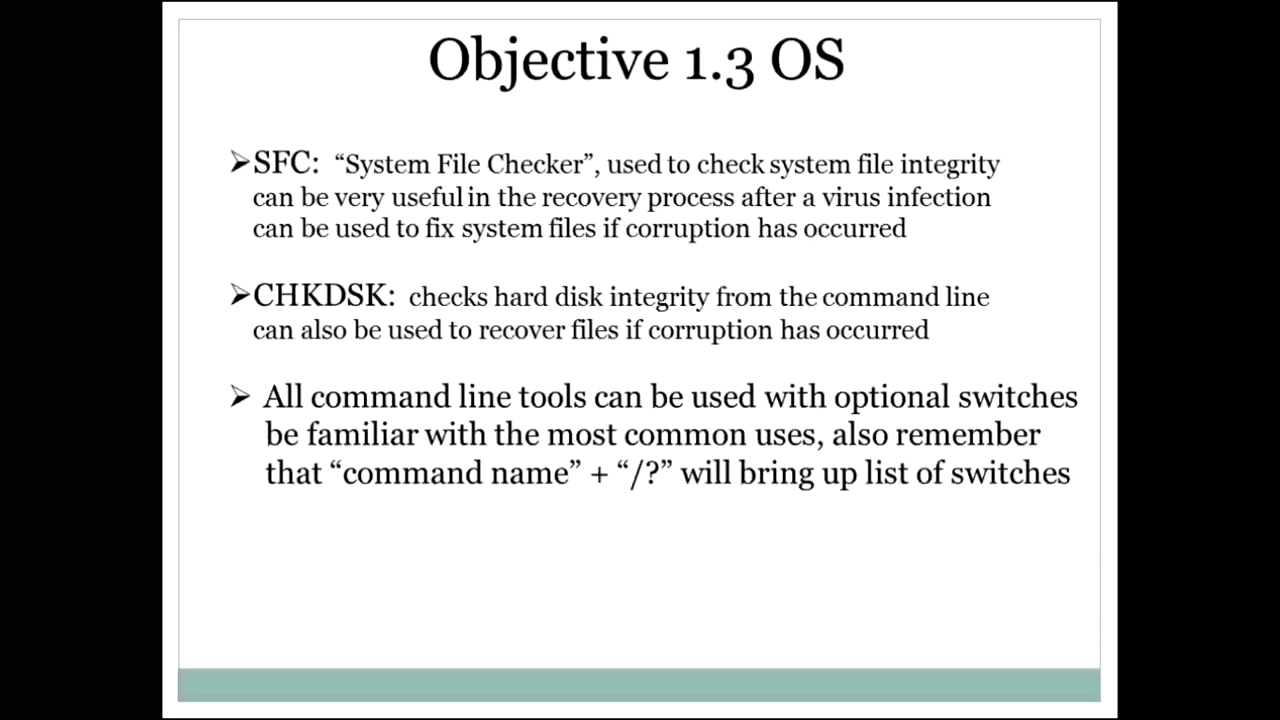 Objective 1.3 OS
➢SFC: “System File Checker”, used to check system file integrity
can be very useful in the recovery process after a virus infection
can be used to fix system files if corruption has occurred
➢CHKDSK: checks hard disk integrity from the command line
can also be used to recover files if corruption has occurred
➢ All command line tools can be used with optional switches
be familiar with the most common uses, also remember
that “command name” + “/?” will bring up list of switches